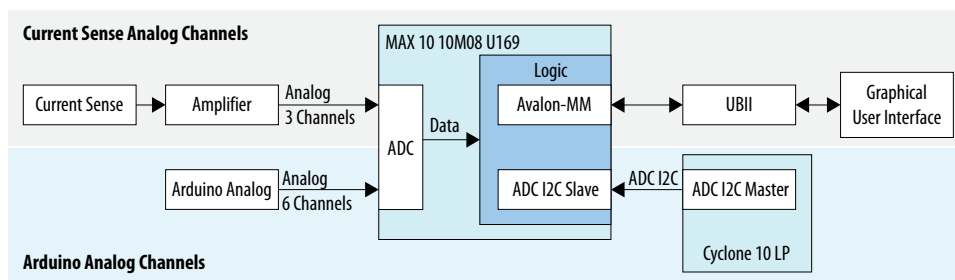 Current Sense Analog Channels
MAX 10 10M08 U169
Logic
Current Sense
Amplifier
Analog
3 Channels
ADC
Data
Avalon-MM
UBII
Graphical
User Interface
Arduino Analog
Analog
6 Channels
ADC I2C Slave
ADC I2C
ADC I2C Master
Cyclone 10 LP
Arduino Analog Channels